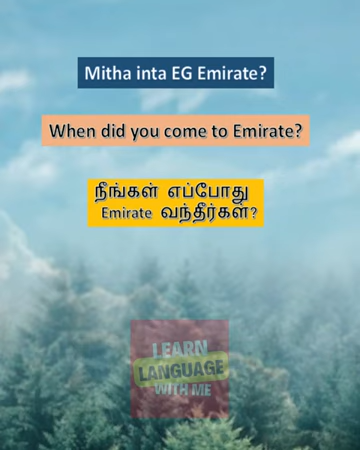 Mitha inta EG Emirate?
When did you come to Emirate?
நீங்கள் எப்போது
Emirate வந்தீர்கள்?
LEARN
LANGUAGE
WITH ME